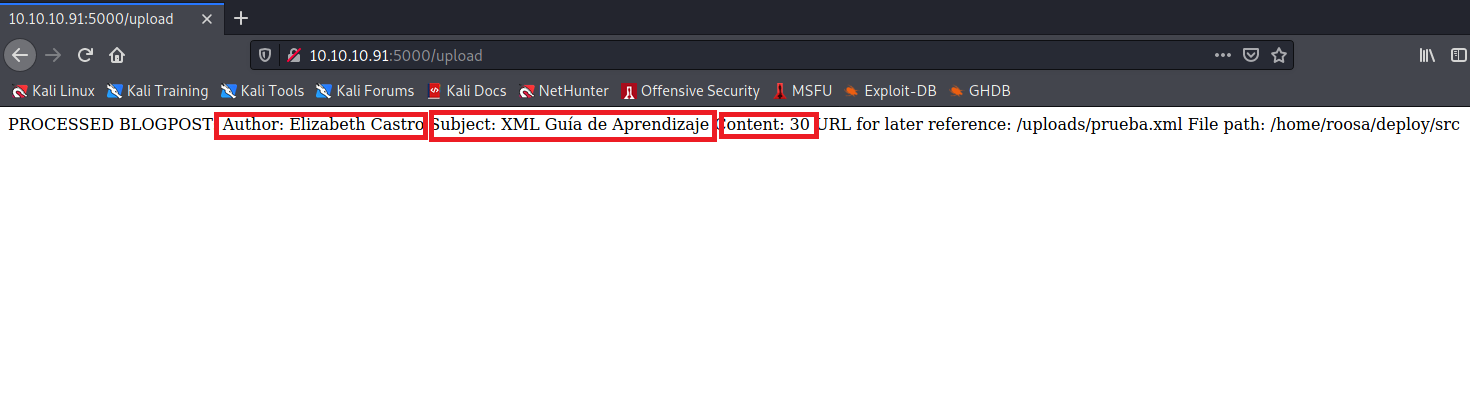 10.10.10.91:5000/upload
10.10.10.91:5000/upload
Kali Linux Kali Training Kali Tools Kali Forums Kali Docs NetHunter Offensive Security MSFU Exploit-DB GHDB
PROCESSED BLOGPOST Author: Elizabeth Castro Subject: XML Guía de Aprendizaje Content: 30 URL for later reference: /uploads/prueba.xml File path: /home/roosa/deploy/src